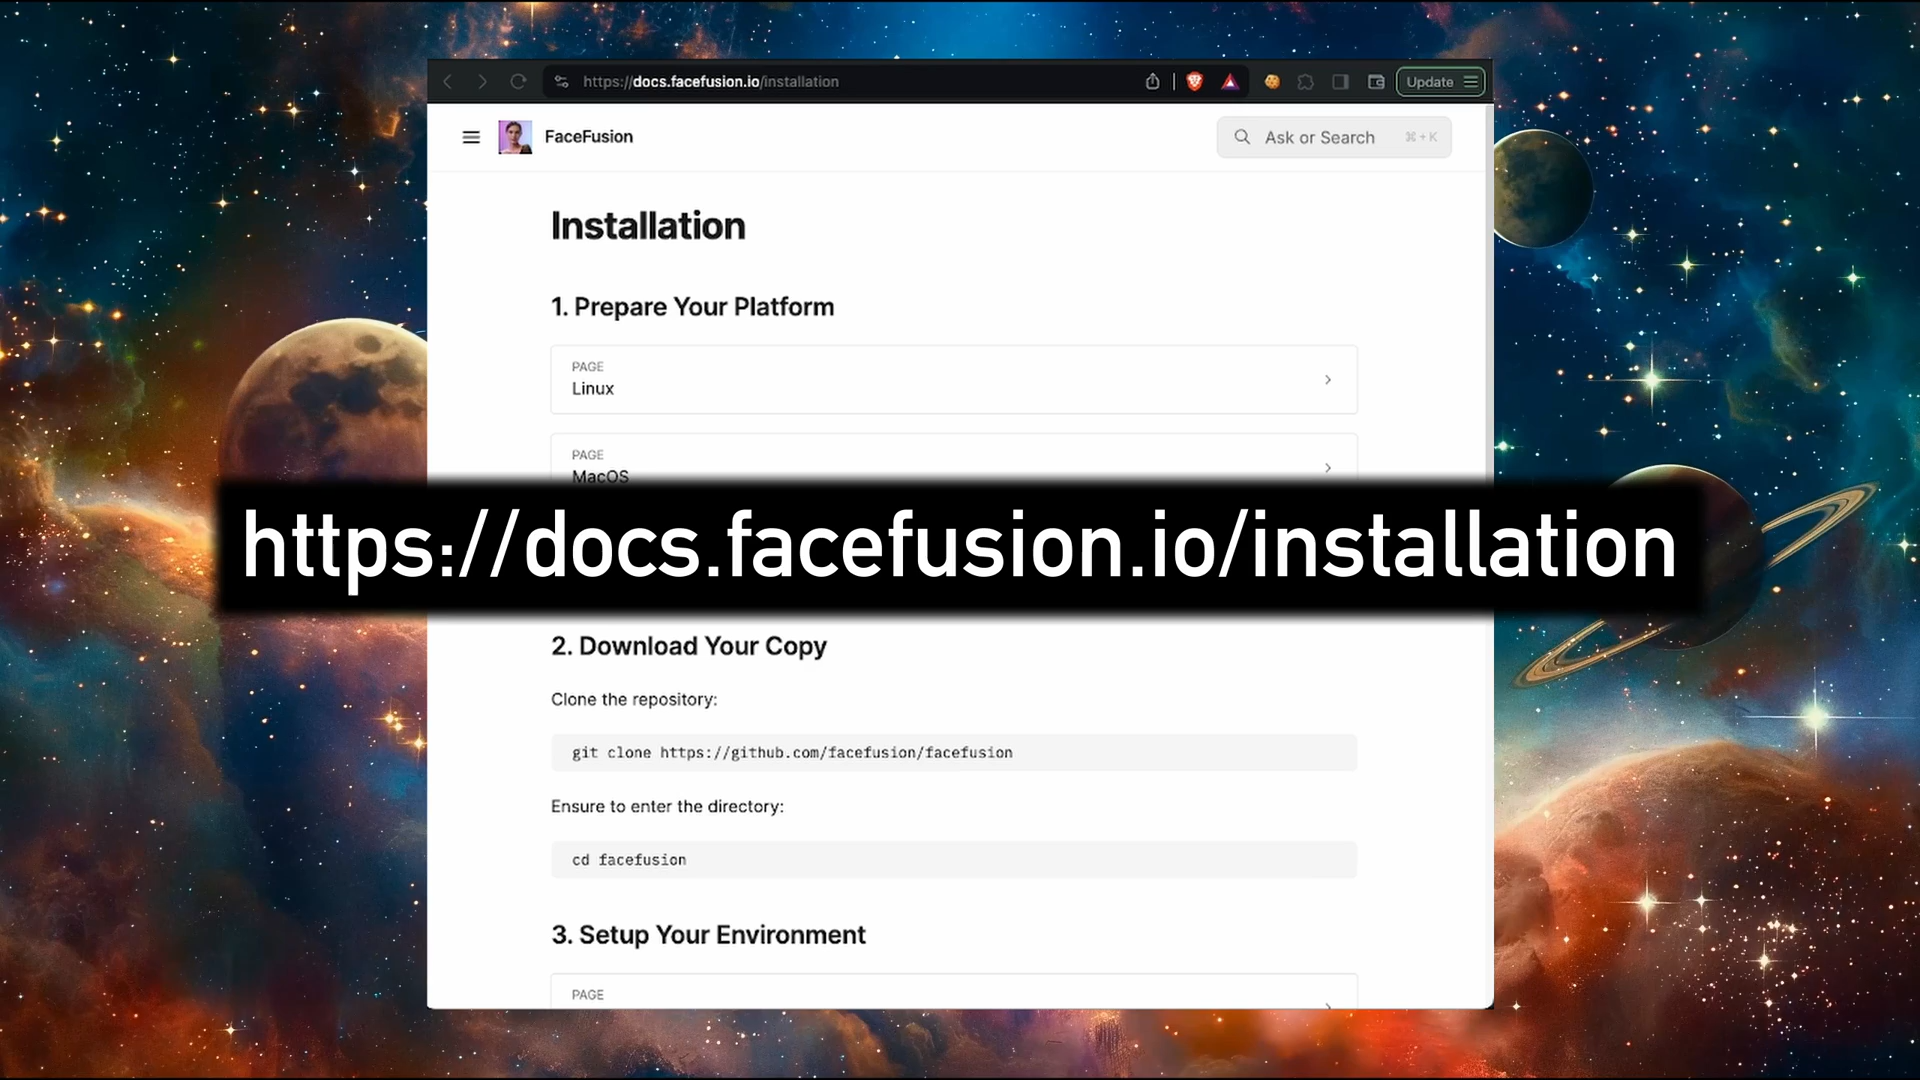 https://docs.facefusion.io/installation
Update
FaceFusion
Ask or Search
⌘+K
Installation
1. Prepare Your Platform
PAGE
Linux
PAGE
MacOS
https://docs.facefusion.io/installation
2. Download Your Copy
Clone the repository:
git clone https://github.com/facefusion/facefusion
Ensure to enter the directory:
cd facefusion
3. Setup Your Environment
PAGE